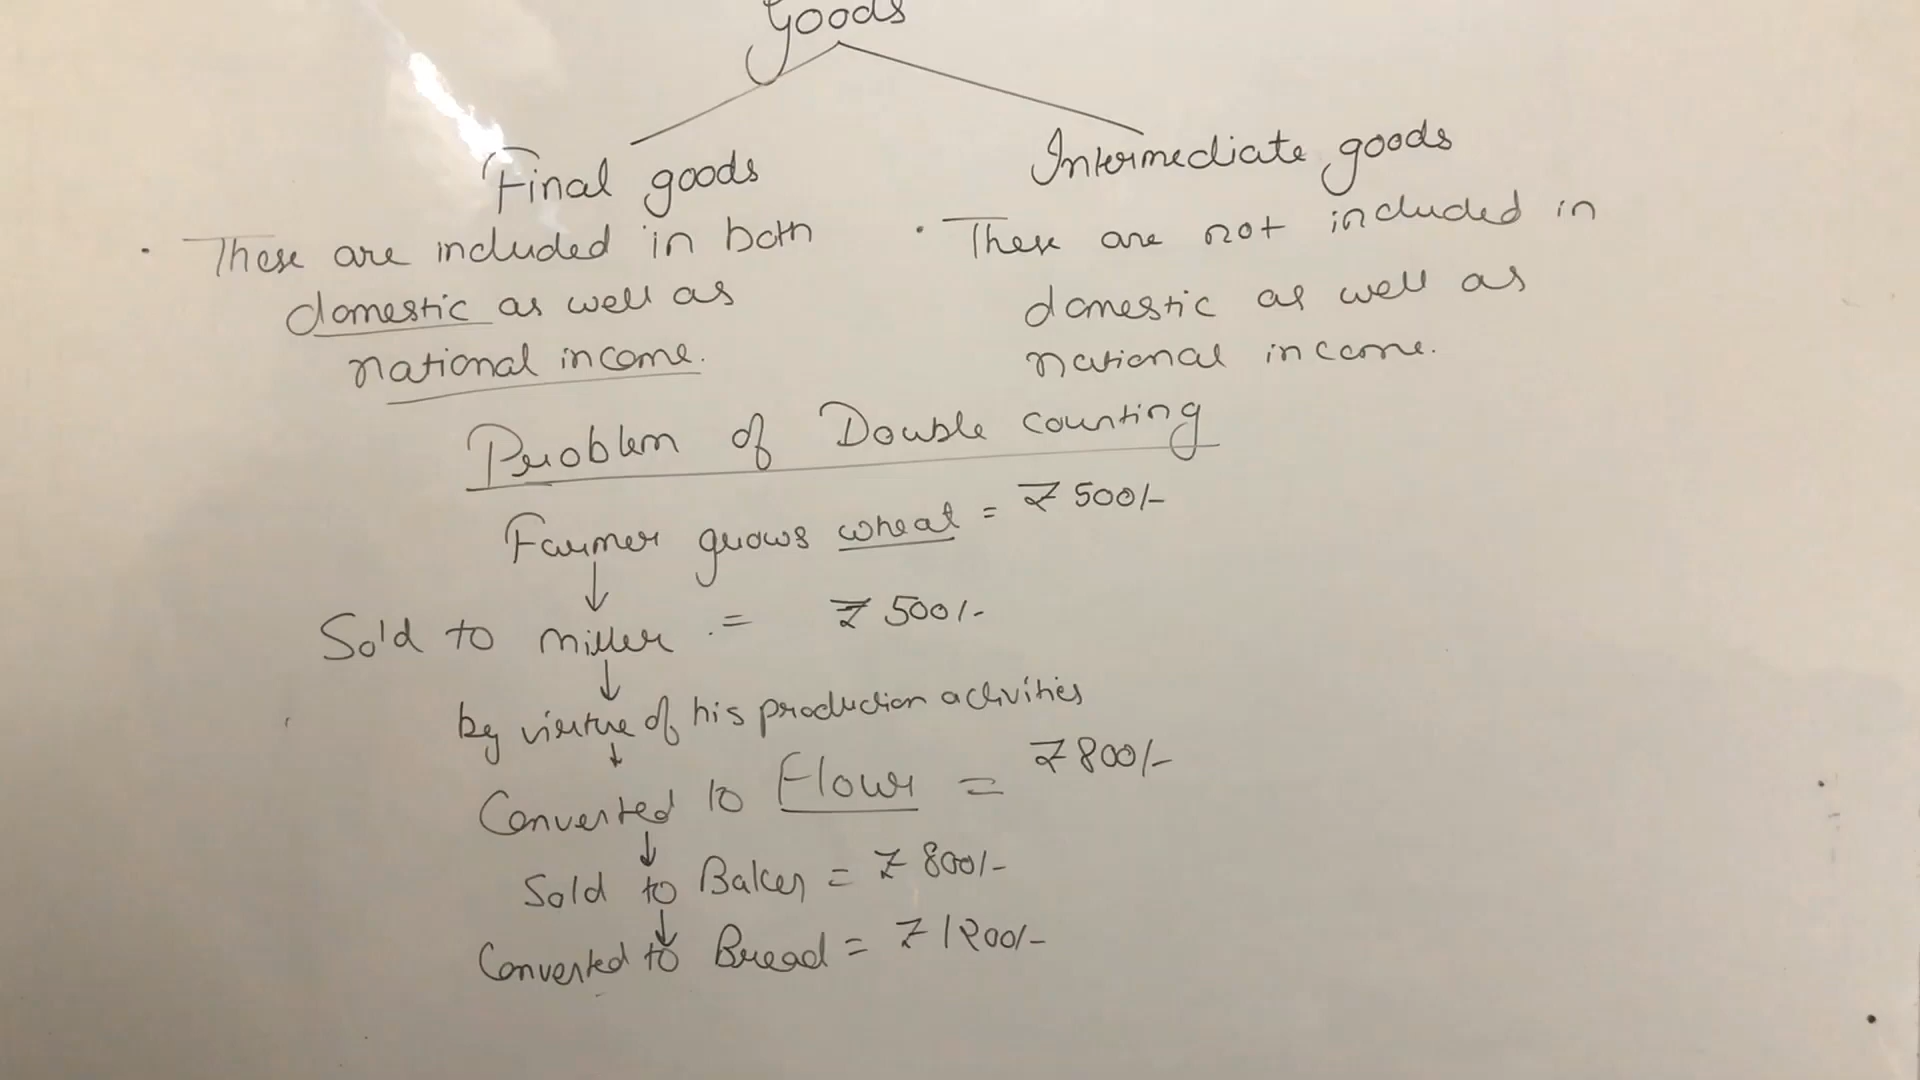 Goods
Final goods
Intermediate goods
• These are included in both
domestic as well as
national income.
• These are not included in
domestic as well as
national income.
Problem of Double counting
Farmer grows wheat = ₹ 500/-
Sold to miller = ₹ 500/-
by virtue of his production activities
Converted to Flour = ₹ 800/-
Sold to Baker = ₹ 800/-
Converted to Bread = ₹ 1200/-